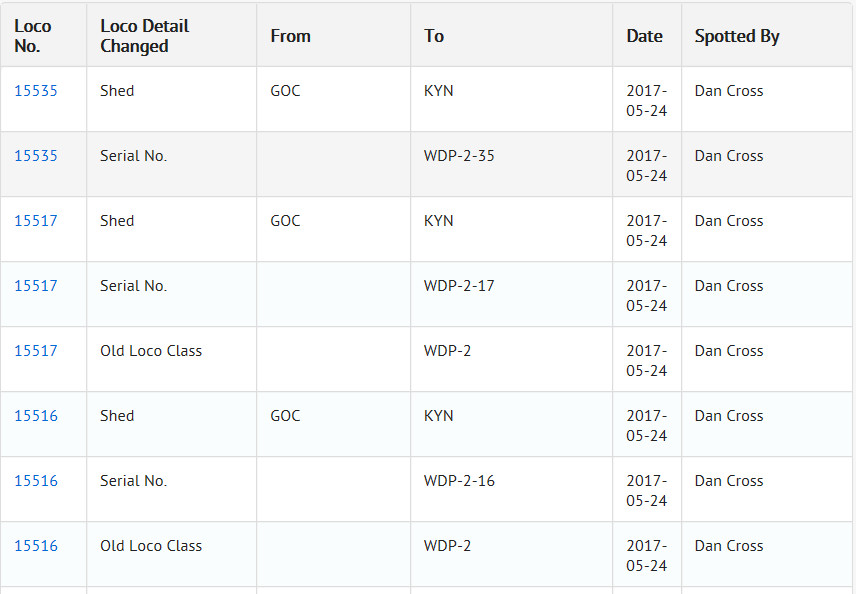 Loco No. Loco Detail Changed From To Date Spotted By
15535 Shed GOC KYN 2017-05-24 Dan Cross
15535 Serial No. WDP-2-35 2017-05-24 Dan Cross
15517 Shed GOC KYN 2017-05-24 Dan Cross
15517 Serial No. WDP-2-17 2017-05-24 Dan Cross
15517 Old Loco Class WDP-2 2017-05-24 Dan Cross
15516 Shed GOC KYN 2017-05-24 Dan Cross
15516 Serial No. WDP-2-16 2017-05-24 Dan Cross
15516 Old Loco Class WDP-2 2017-05-24 Dan Cross